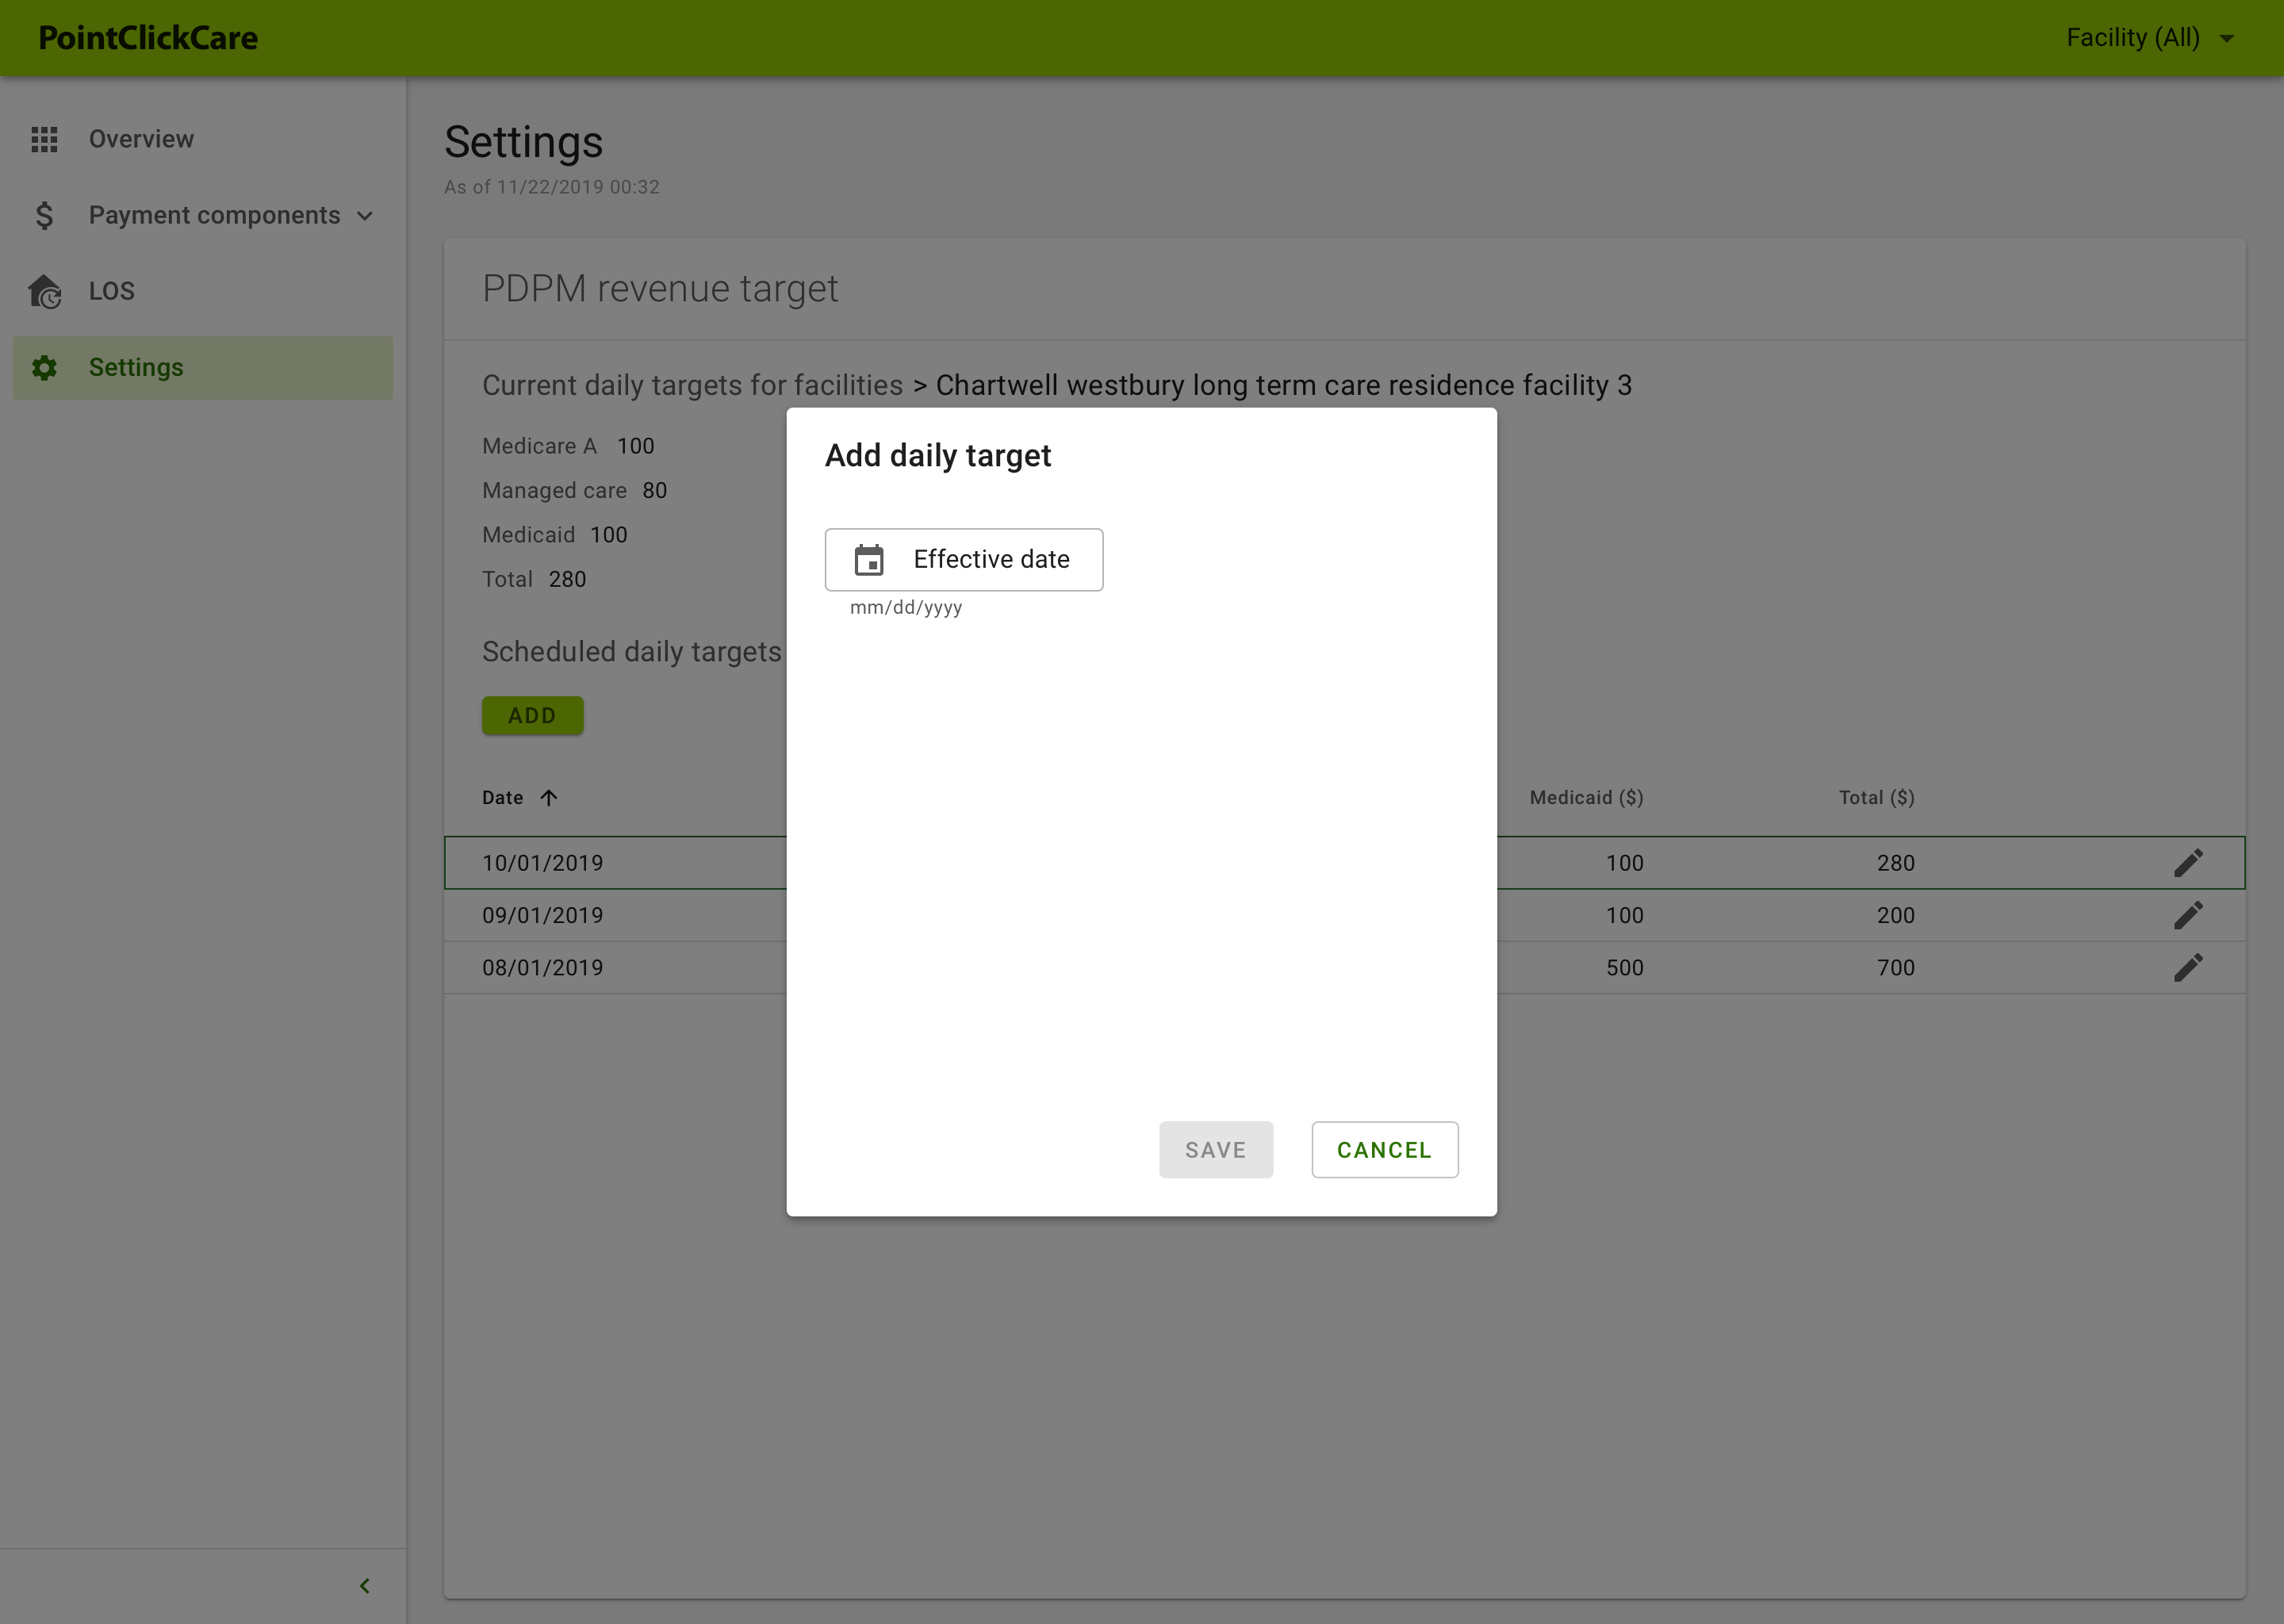 PointClickCare
Facility (All)
Overview
Payment components
LOS
Settings
Settings
As of 11/22/2019 00:32
PDPM revenue target
Current daily targets for facilities > Chartwell westbury long term care residence facility 3
Medicare A 100
Managed care 80
Medicaid 100
Total 280
Scheduled daily targets
ADD
Date Medicaid ($) Total ($)
10/01/2019 100 280
09/01/2019 100 200
08/01/2019 500 700
Add daily target
Effective date
mm/dd/yyyy
SAVE CANCEL